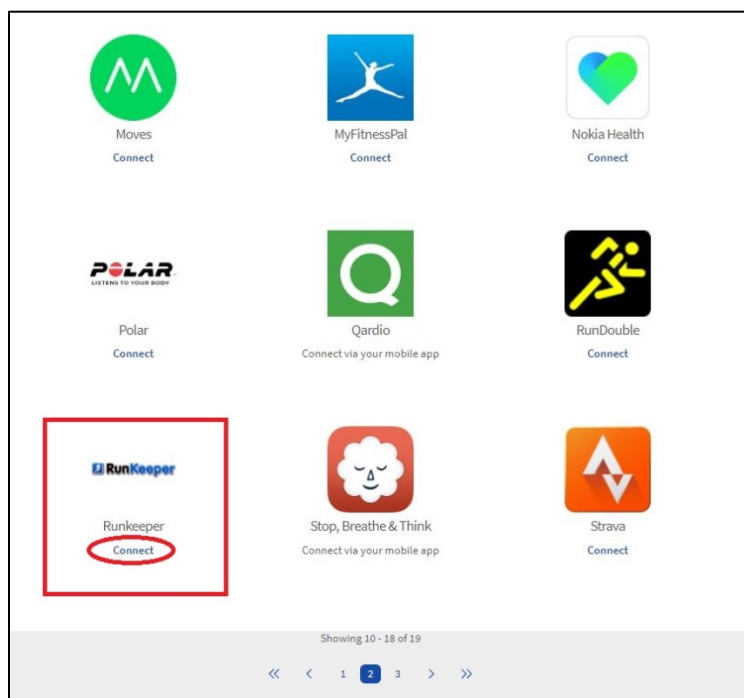 Moves
Connect
MyFitnessPal
Connect
Nokia Health
Connect
POLAR
LISTENS TO YOUR BODY
Polar
Connect
Qardio
Connect via your mobile app
RunDouble
Connect
RunKeeper
Runkeeper
Connect
Stop, Breathe & Think
Connect via your mobile app
Strava
Connect
Showing 10 - 18 of 19
« < 1 2 3 > »